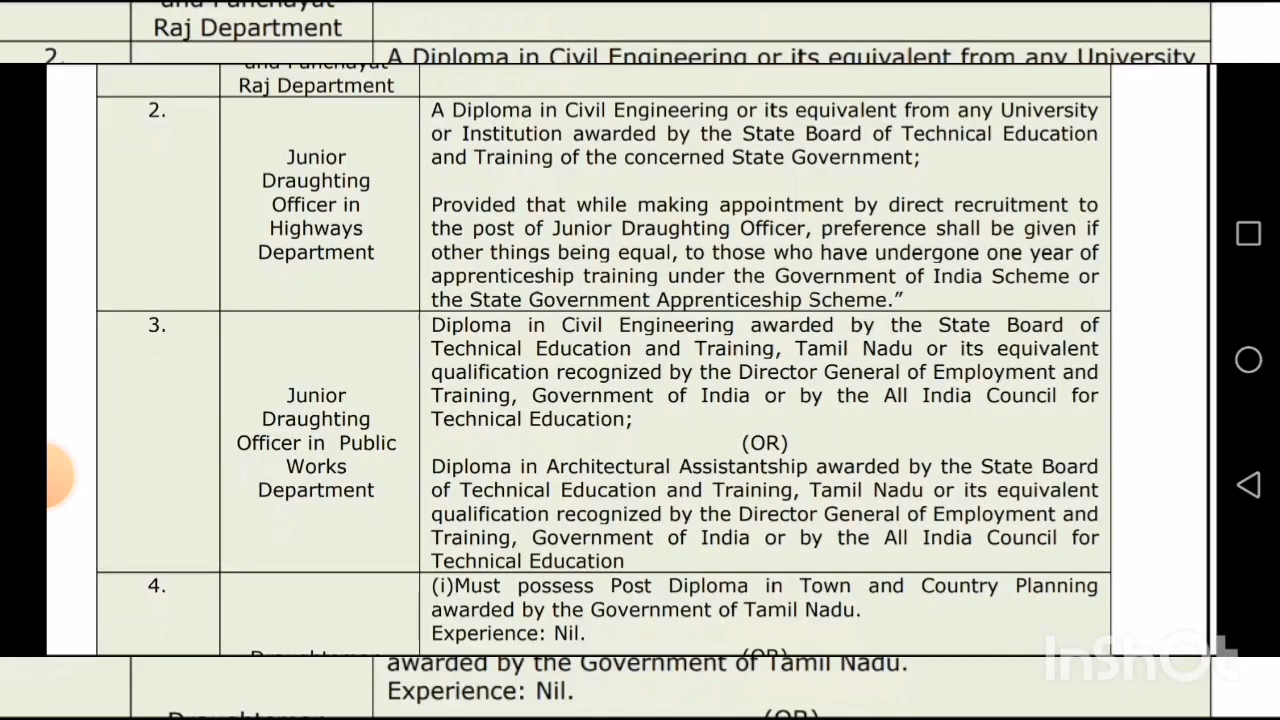 and Panchayat
Raj Department
2.
A Diploma in Civil Engineering or its equivalent from any University
and Panchayat
Raj Department
2.
Junior
Draughting
Officer in
Highways
Department
A Diploma in Civil Engineering or its equivalent from any University
or Institution awarded by the State Board of Technical Education
and Training of the concerned State Government;
Provided that while making appointment by direct recruitment to
the post of Junior Draughting Officer, preference shall be given if
other things being equal, to those who have undergone one year of
apprenticeship training under the Government of India Scheme or
the State Government Apprenticeship Scheme.”
3.
Junior
Draughting
Officer in Public
Works
Department
Diploma in Civil Engineering awarded by the State Board of
Technical Education and Training, Tamil Nadu or its equivalent
qualification recognized by the Director General of Employment and
Training, Government of India or by the All India Council for
Technical Education;
(OR)
Diploma in Architectural Assistantship awarded by the State Board
of Technical Education and Training, Tamil Nadu or its equivalent
qualification recognized by the Director General of Employment and
Training, Government of India or by the All India Council for
Technical Education
4.
Draughtsman
(i)Must possess Post Diploma in Town and Country Planning
awarded by the Government of Tamil Nadu.
Experience: Nil.
(OR)
InShOt
awarded by the Government of Tamil Nadu.
Experience: Nil.
Draughtsman
(OR)